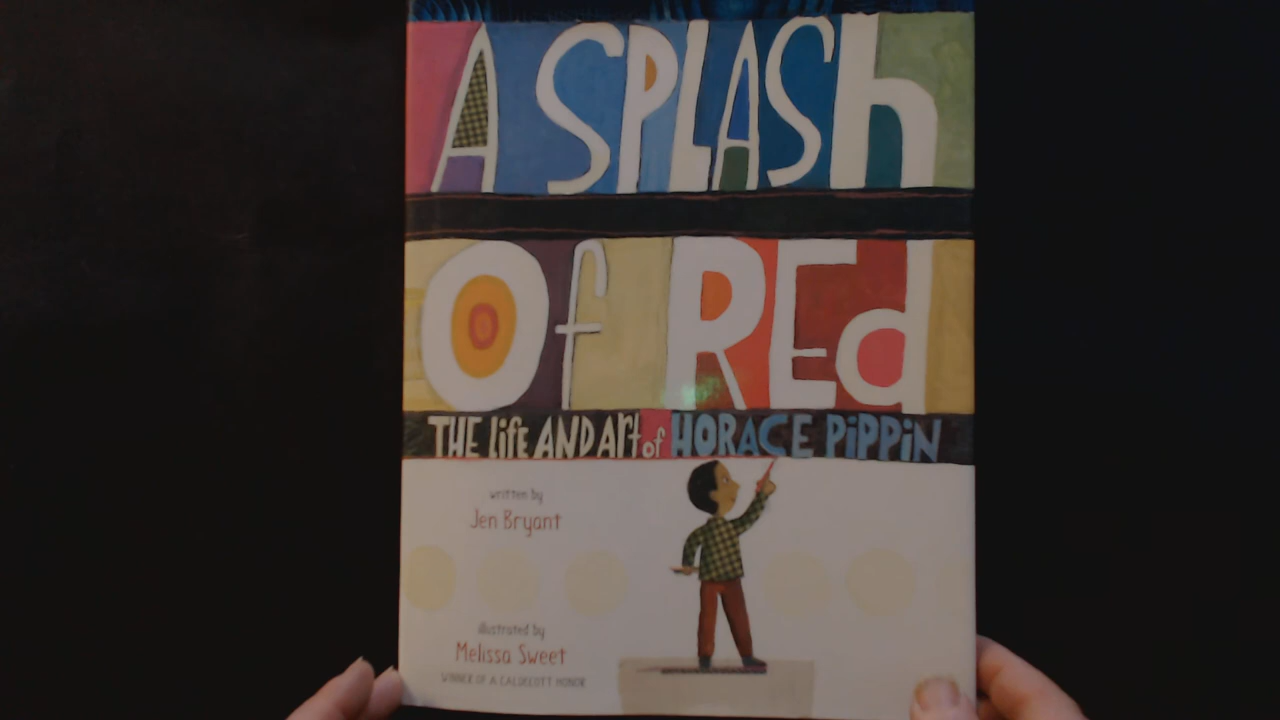 A SPLASh
Of REd
THE life AND Art of HORACE PiPPiN
written by
Jen Bryant
illustrated by
Melissa Sweet
WINNER OF A CALDECOTT HONOR